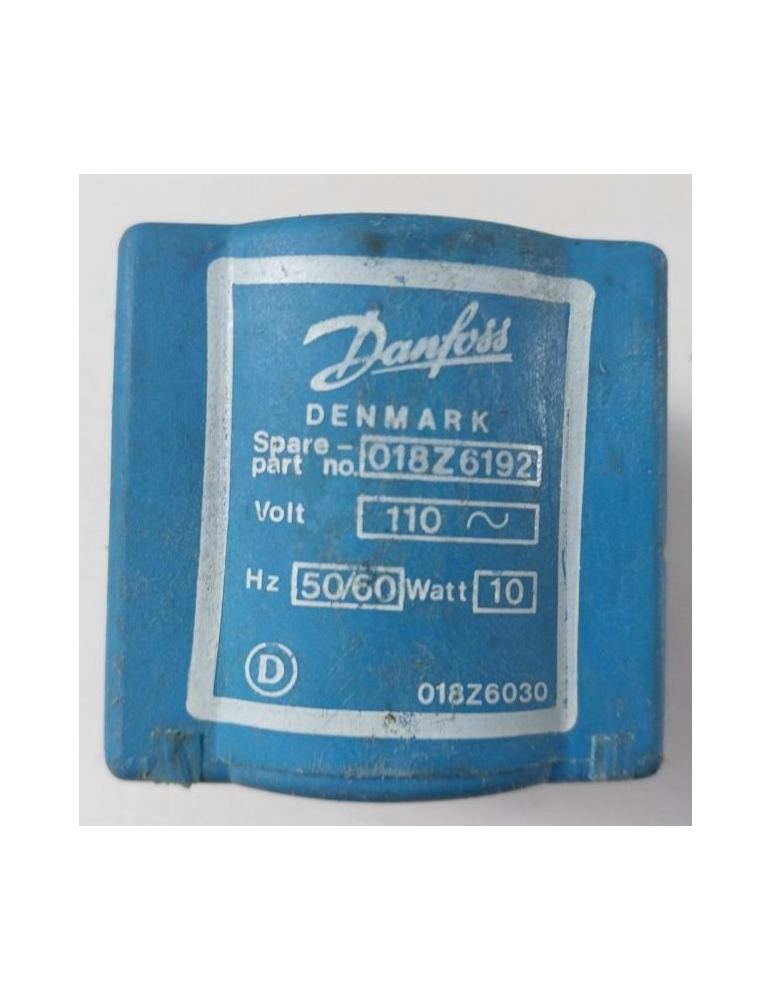 Danfoss
DENMARK
Spare-
part no. 018Z6192
Volt 110 ~
Hz 50/60 Watt 10
D
018Z6030